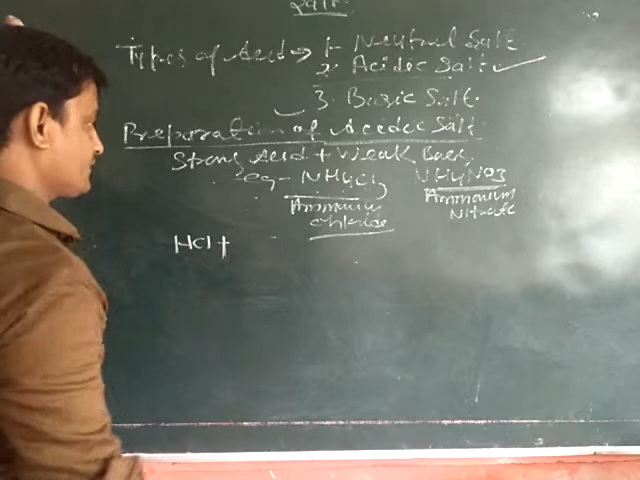 Salt
Types of Acid → 1. Neutral Salt
2. Acidic Salt ✓
3. Basic Salt.
Preparation of Acidic Salt
Strong Acid + Weak Base,
eg- NH4Cl, NH4NO3
Ammonium Chloride
Ammonium Nitrate
HCl +